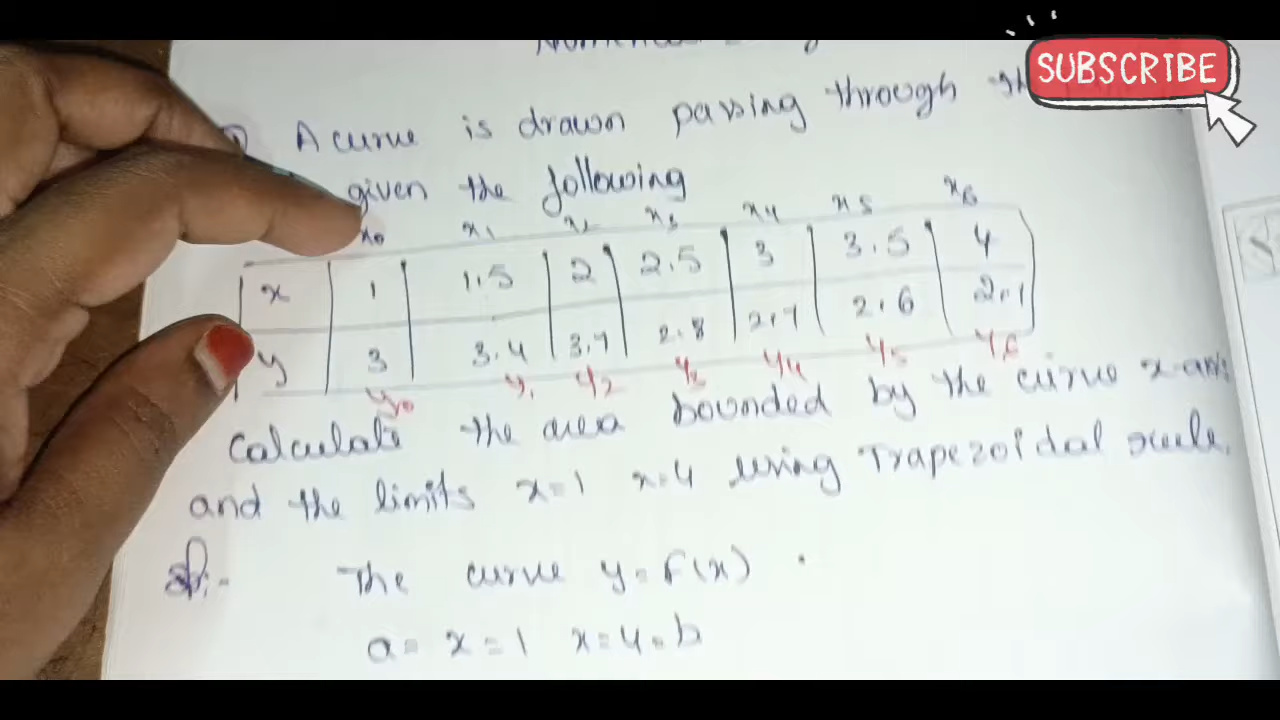 SUBSCRIBE
A curve is drawn passing through
given the following
x0 x1 x2 x3 x4 x5 x6
x 1 1.5 2 2.5 3 3.5 4
y 3 3.4 3.7 2.8 2.7 2.6 2.1
y0 y1 y2 y3 y4 y5 y6
calculate the area bounded by the curve x-axis
and the limits x=1 x=4 using Trapezoidal rule.
Sol:- The curve y=f(x)
a= x=1 x=4=b